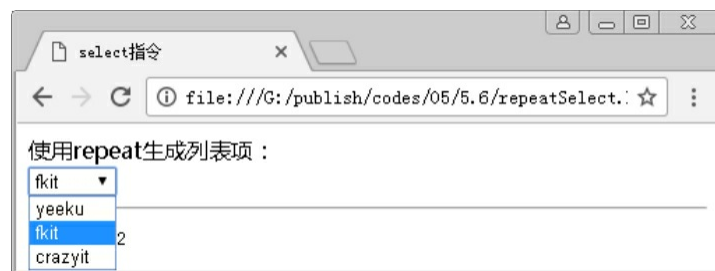 select指令
file:///G:/publish/codes/05/5.6/repeatSelect.
使用repeat生成列表项：
fkit
yeeku
fkit
2
crazyit